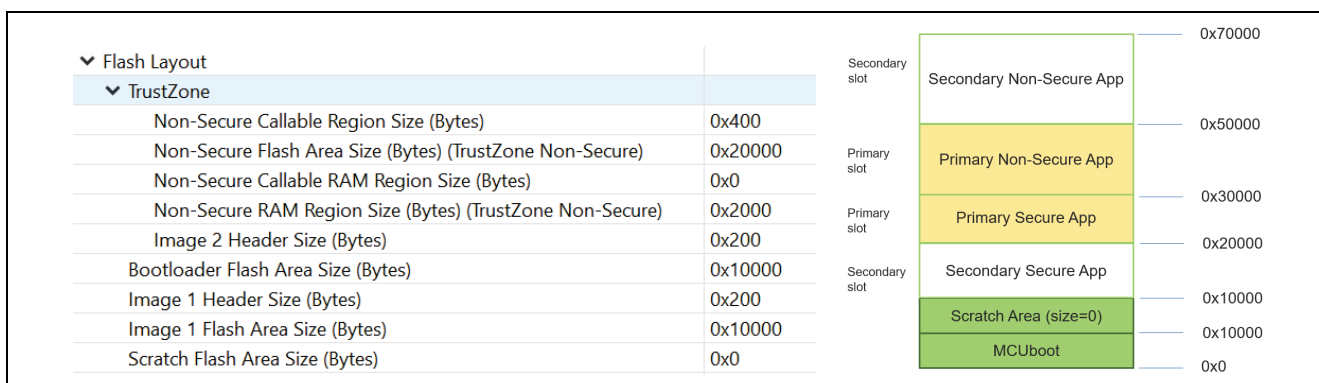 Flash Layout
TrustZone
Non-Secure Callable Region Size (Bytes) 0x400
Non-Secure Flash Area Size (Bytes) (TrustZone Non-Secure) 0x20000
Non-Secure Callable RAM Region Size (Bytes) 0x0
Non-Secure RAM Region Size (Bytes) (TrustZone Non-Secure) 0x2000
Image 2 Header Size (Bytes) 0x200
Bootloader Flash Area Size (Bytes) 0x10000
Image 1 Header Size (Bytes) 0x200
Image 1 Flash Area Size (Bytes) 0x10000
Scratch Flash Area Size (Bytes) 0x0
0x70000
Secondary
slot
Secondary Non-Secure App
0x50000
Primary
slot
Primary Non-Secure App
0x30000
Primary
slot
Primary Secure App
0x20000
Secondary
slot
Secondary Secure App
0x10000
Scratch Area (size=0)
0x10000
MCUboot
0x0